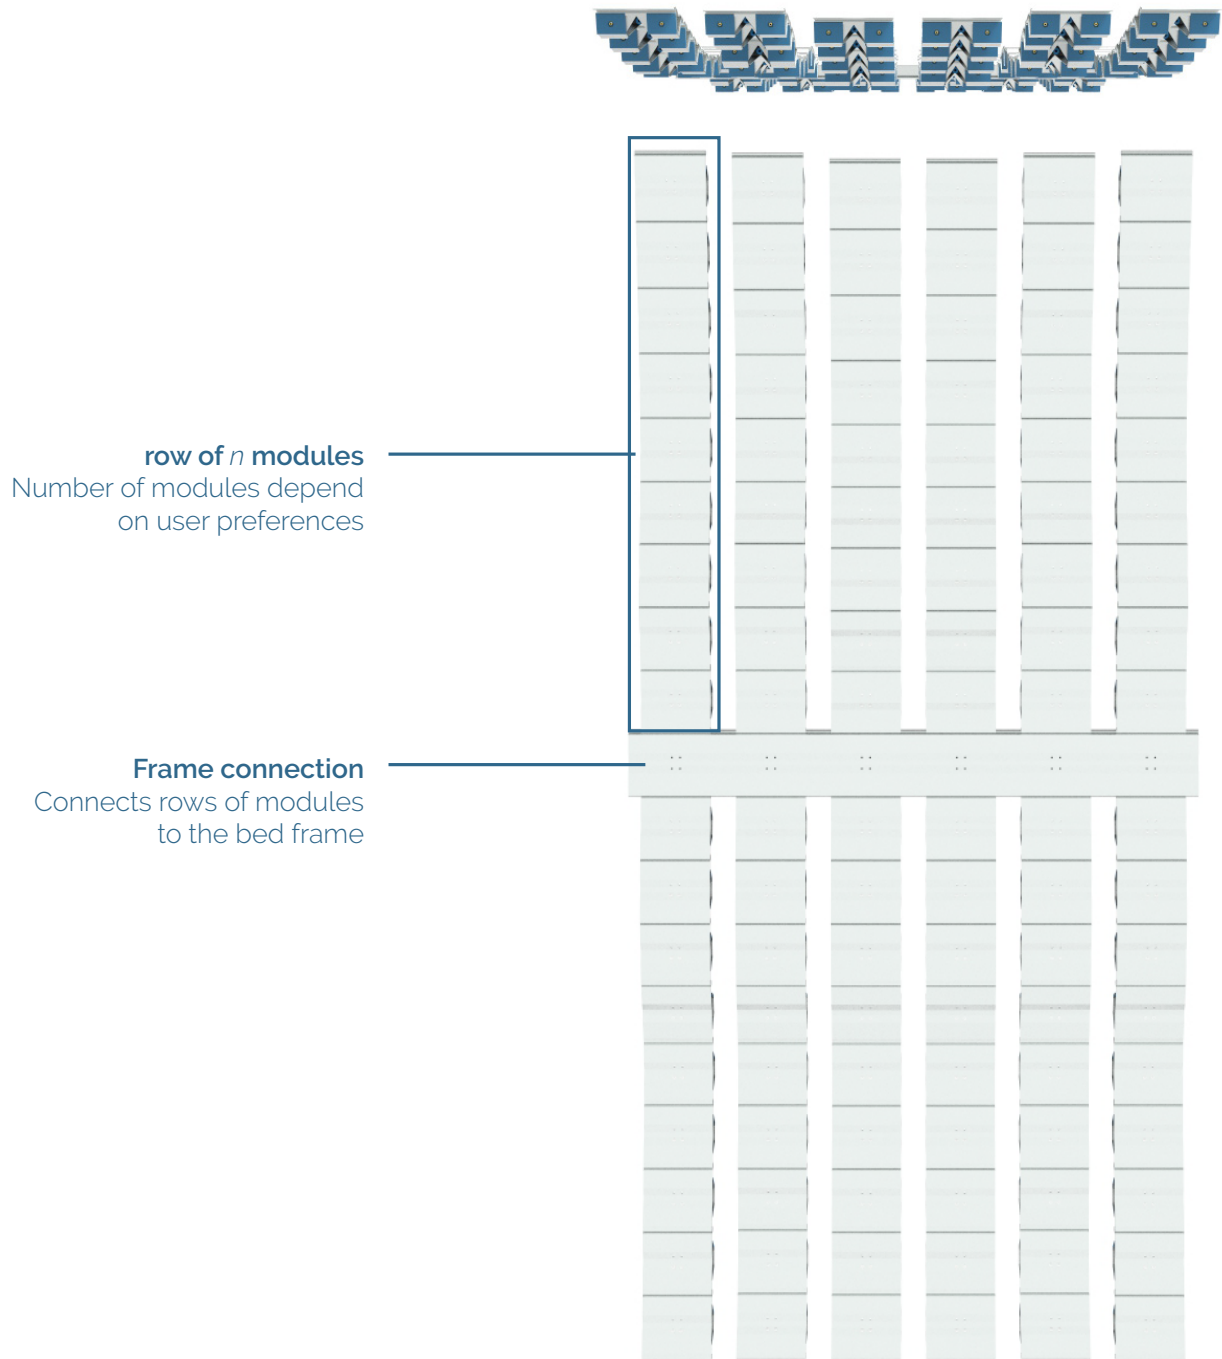 row of n modules
Number of modules depend
on user preferences
Frame connection
Connects rows of modules
to the bed frame